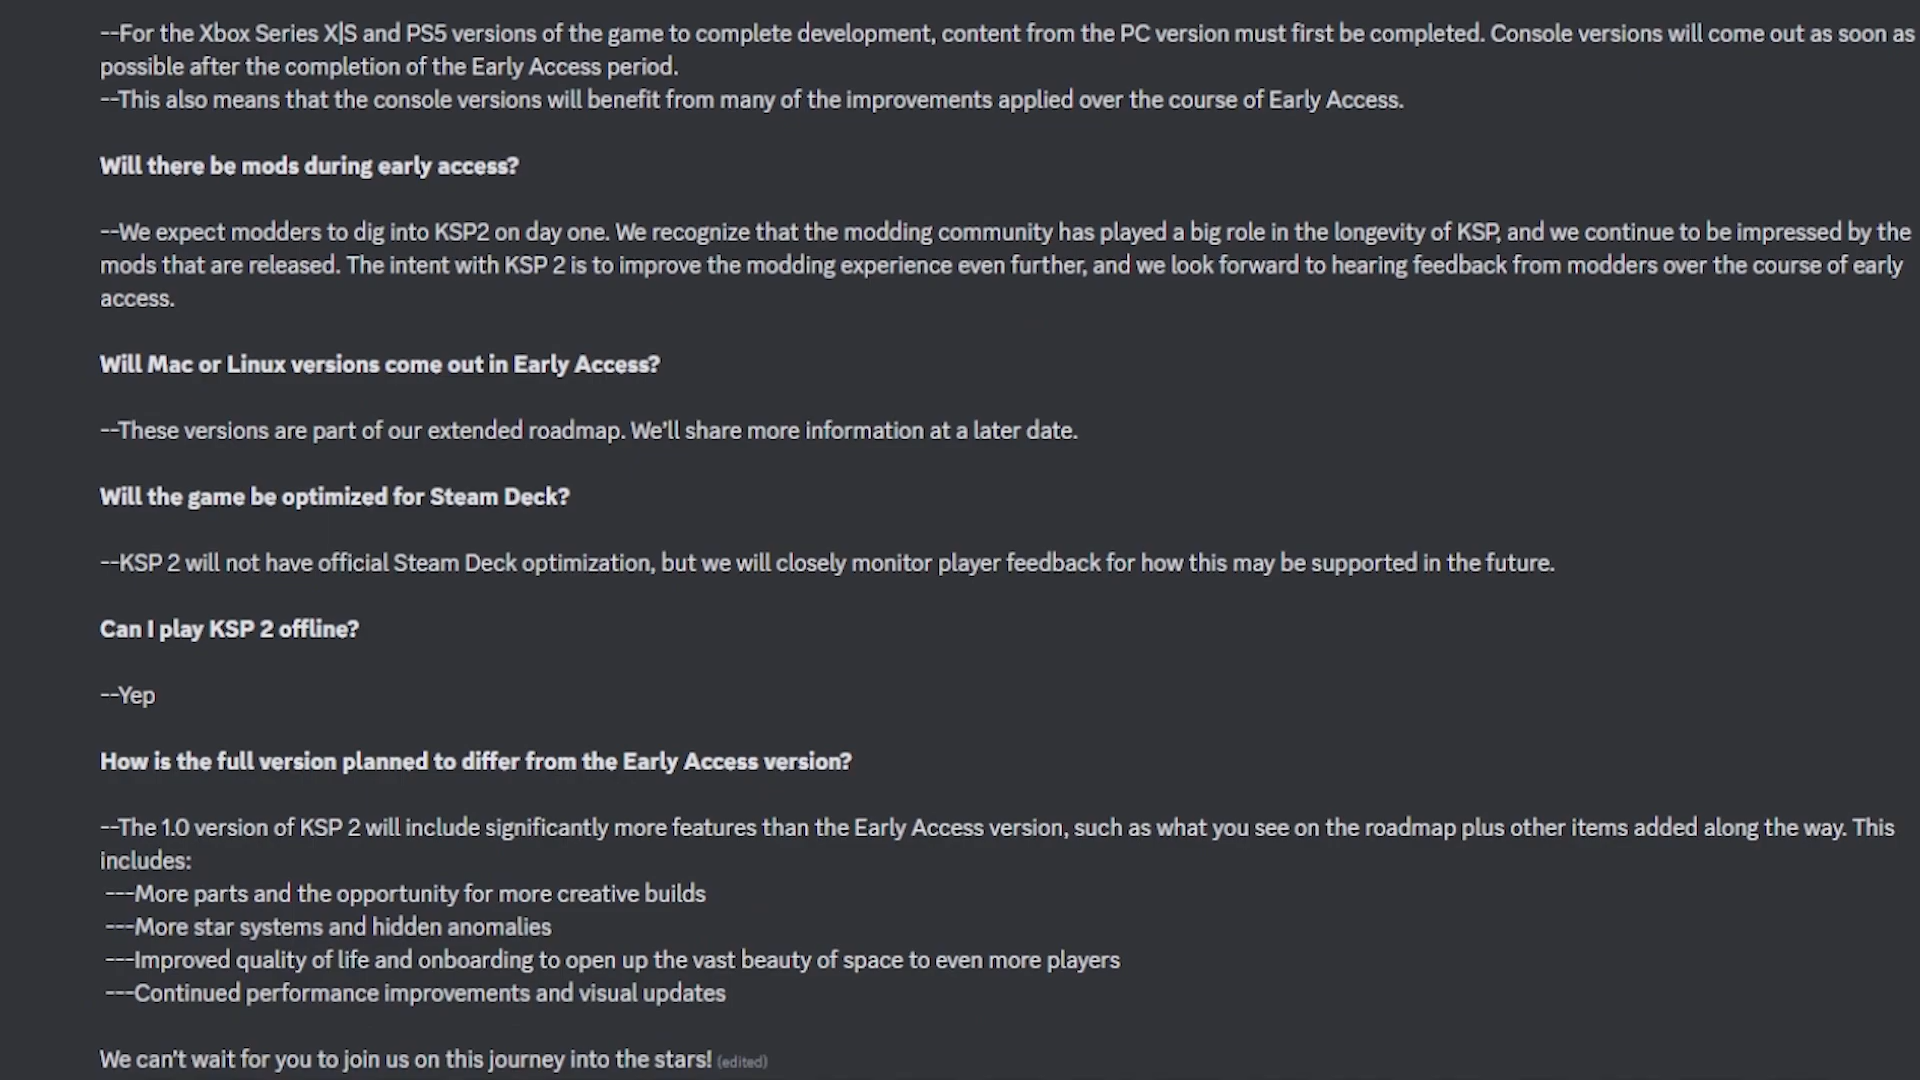 --For the Xbox Series X|S and PS5 versions of the game to complete development, content from the PC version must first be completed. Console versions will come out as soon as
possible after the completion of the Early Access period.
--This also means that the console versions will benefit from many of the improvements applied over the course of Early Access.
Will there be mods during early access?
--We expect modders to dig into KSP2 on day one. We recognize that the modding community has played a big role in the longevity of KSP, and we continue to be impressed by the
mods that are released. The intent with KSP 2 is to improve the modding experience even further, and we look forward to hearing feedback from modders over the course of early
access.
Will Mac or Linux versions come out in Early Access?
--These versions are part of our extended roadmap. We'll share more information at a later date.
Will the game be optimized for Steam Deck?
--KSP 2 will not have official Steam Deck optimization, but we will closely monitor player feedback for how this may be supported in the future.
Can I play KSP 2 offline?
--Yep
How is the full version planned to differ from the Early Access version?
--The 1.0 version of KSP 2 will include significantly more features than the Early Access version, such as what you see on the roadmap plus other items added along the way. This
includes:
---More parts and the opportunity for more creative builds
---More star systems and hidden anomalies
---Improved quality of life and onboarding to open up the vast beauty of space to even more players
---Continued performance improvements and visual updates
We can't wait for you to join us on this journey into the stars! (edited)